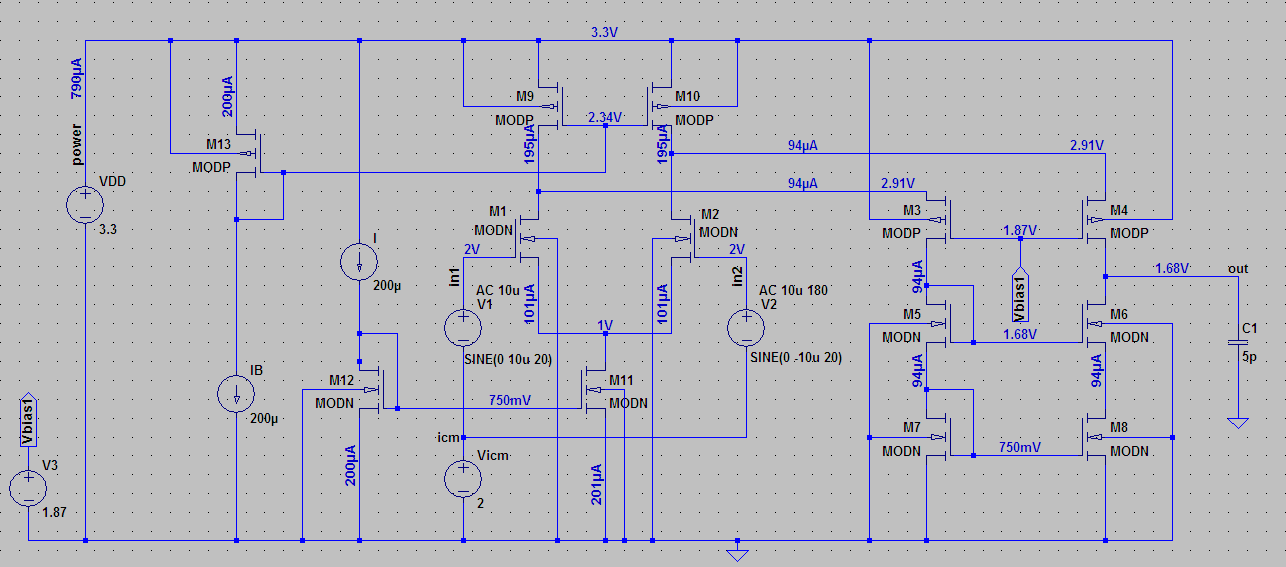 3.3V
790µA
200µA
M9
M10
MODP
2.34V
MODP
power
M13
MODP
195µA
195µA
94µA
2.91V
VDD
3.3
94µA
2.91V
M1
MODN
M2
MODN
M3
MODP
M4
MODP
1.87V
2V
2V
I
200µ
in1
AC 10u
V1
SINE(0 10u 20)
101µA
101µA
in2
AC 10u 180
V2
SINE(0 -10u 20)
94µA
Vbias1
1.68V
out
1V
M5
MODN
1.68V
M6
MODN
C1
5p
IB
200µ
M12
MODN
750mV
M11
MODN
94µA
94µA
Vbias1
icm
M7
MODN
750mV
M8
MODN
V3
1.87
200µA
Vicm
2
201µA